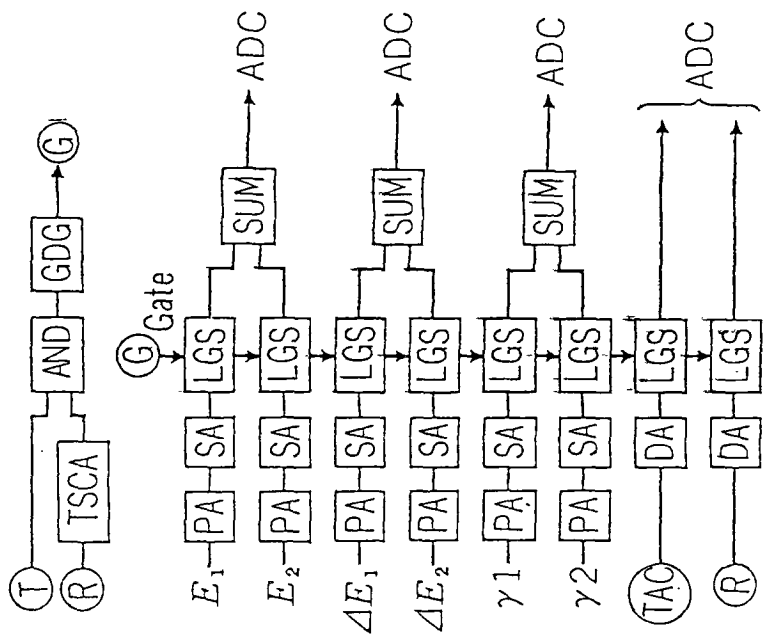 T
R TSCA AND GDG G
G Gate
E₁ PA SA LGS
SUM ADC
E₂ PA SA LGS
ΔE₁ PA SA LGS
SUM ADC
ΔE₂ PA SA LGS
γ1 PA SA LGS
SUM ADC
γ2 PA SA LGS
TAC DA LGS
ADC
R DA LGS